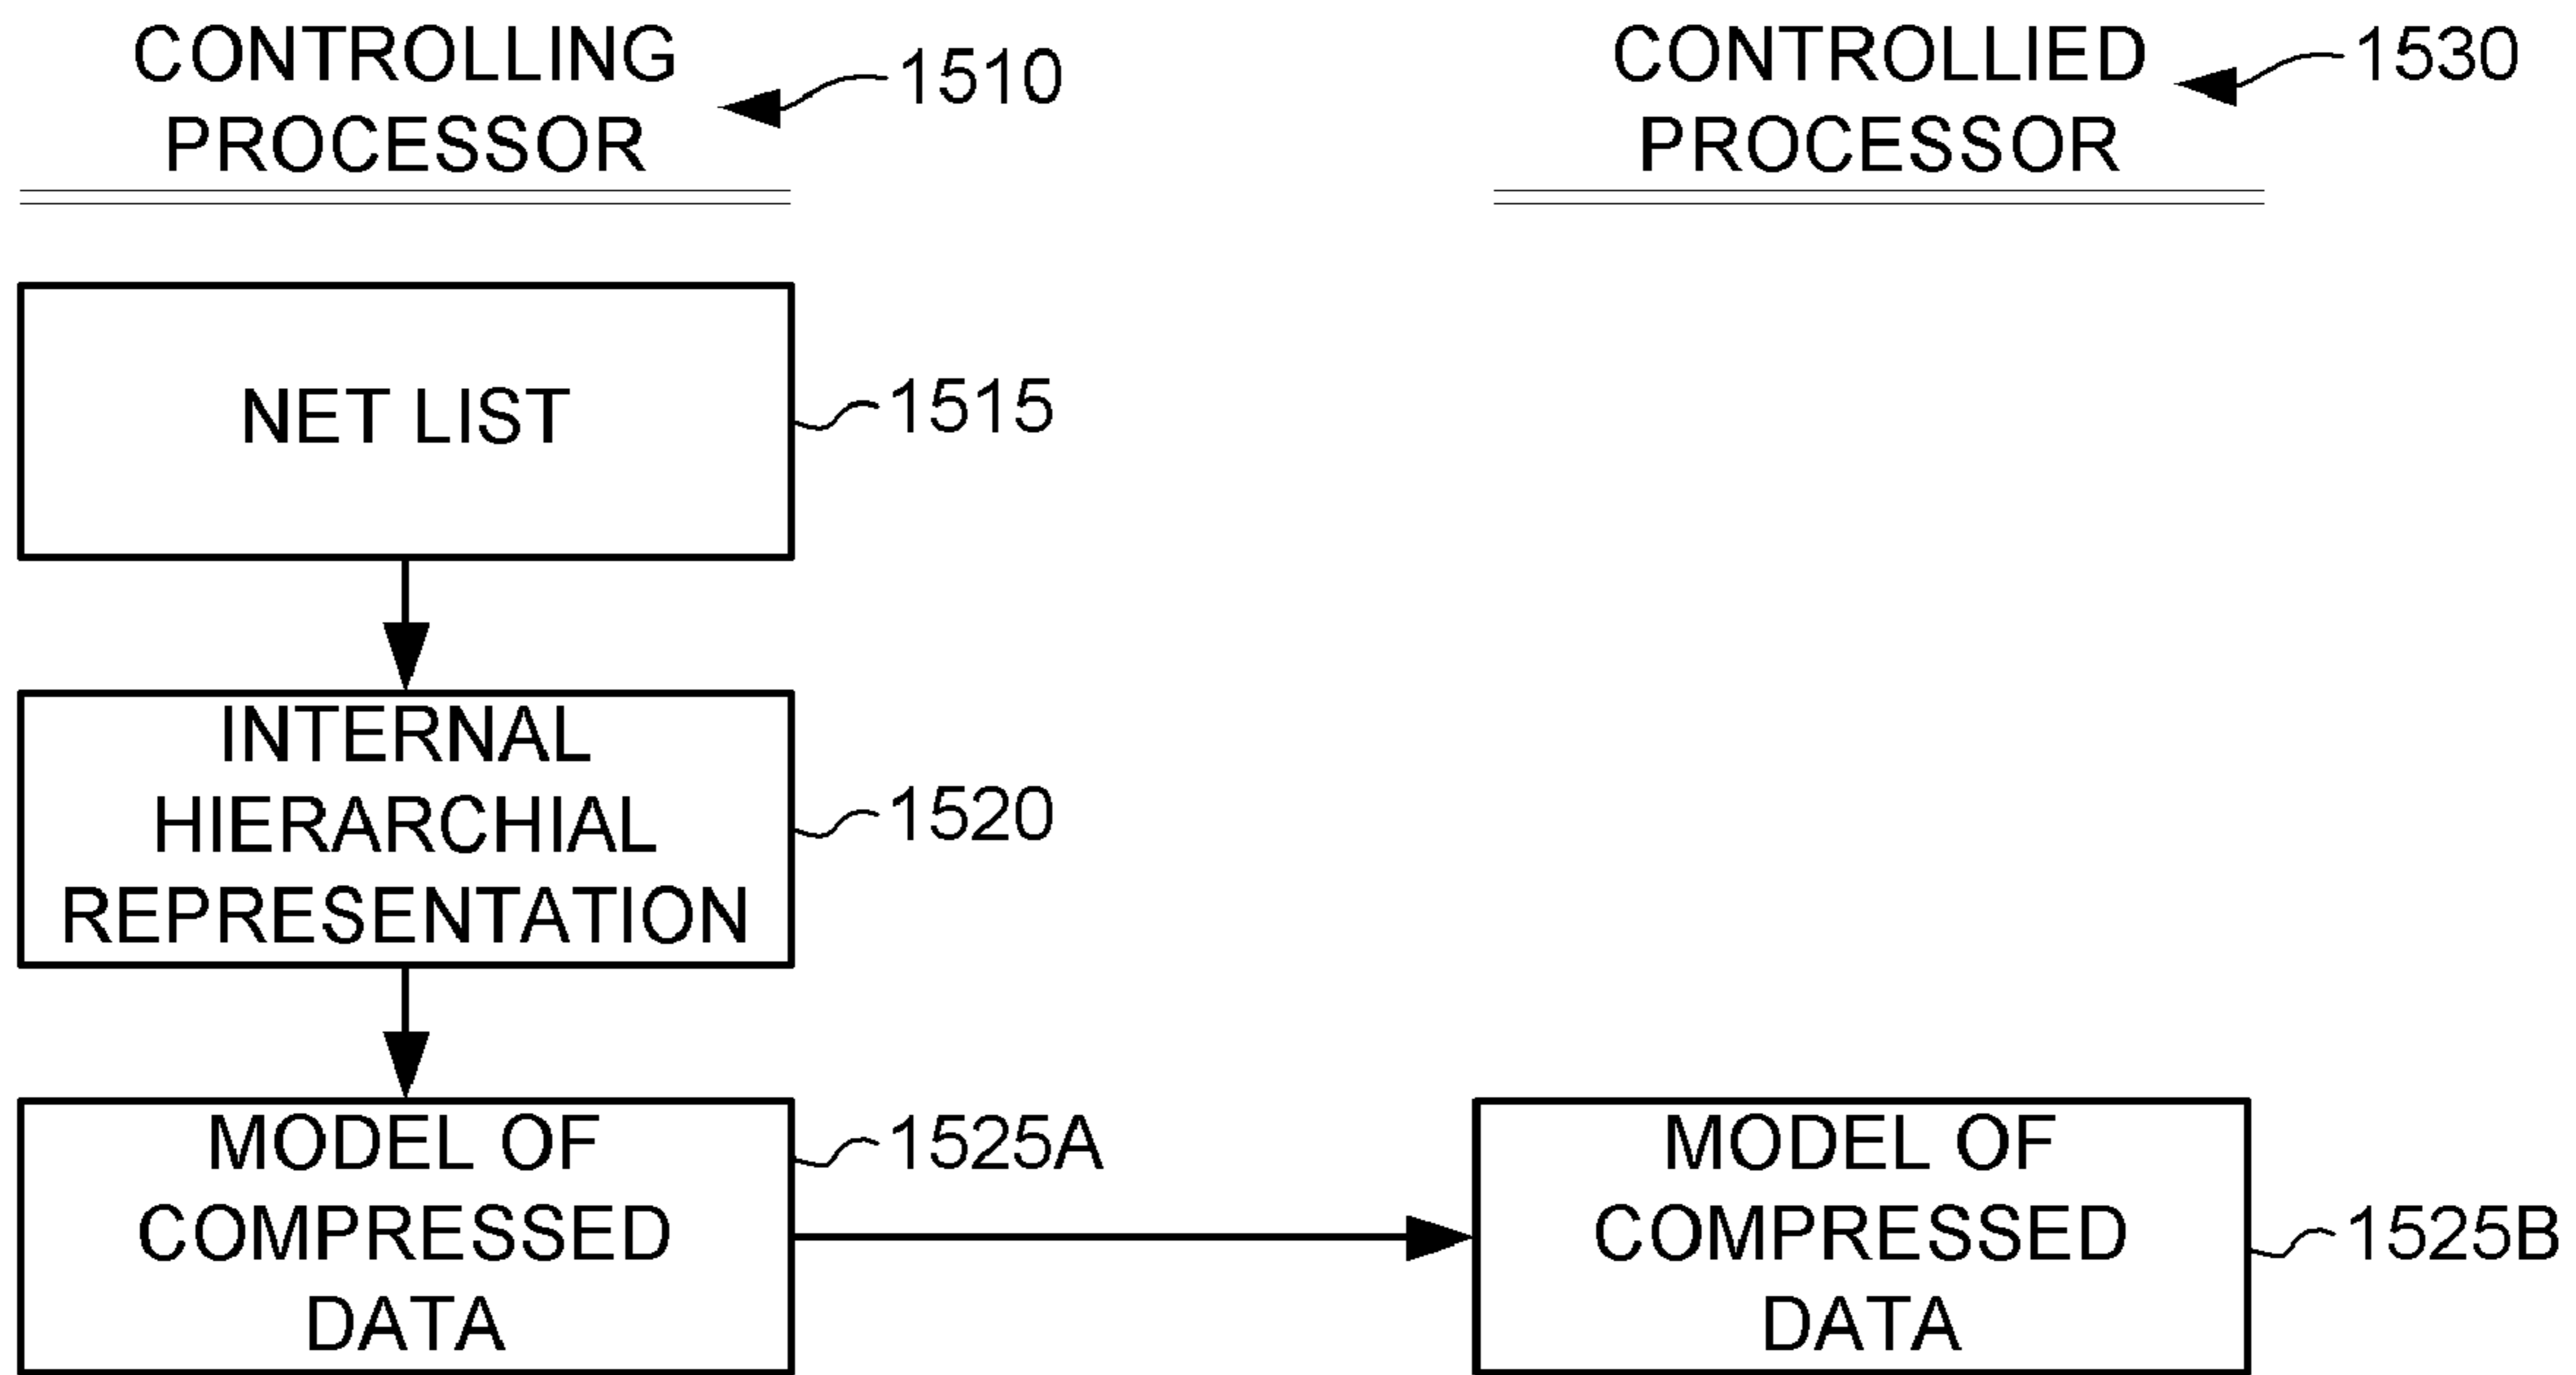 CONTROLLING
PROCESSOR
1510
CONTROLLIED
PROCESSOR
1530
NET LIST
1515
INTERNAL
HIERARCHIAL
REPRESENTATION
1520
MODEL OF
COMPRESSED
DATA
1525A
MODEL OF
COMPRESSED
DATA
1525B